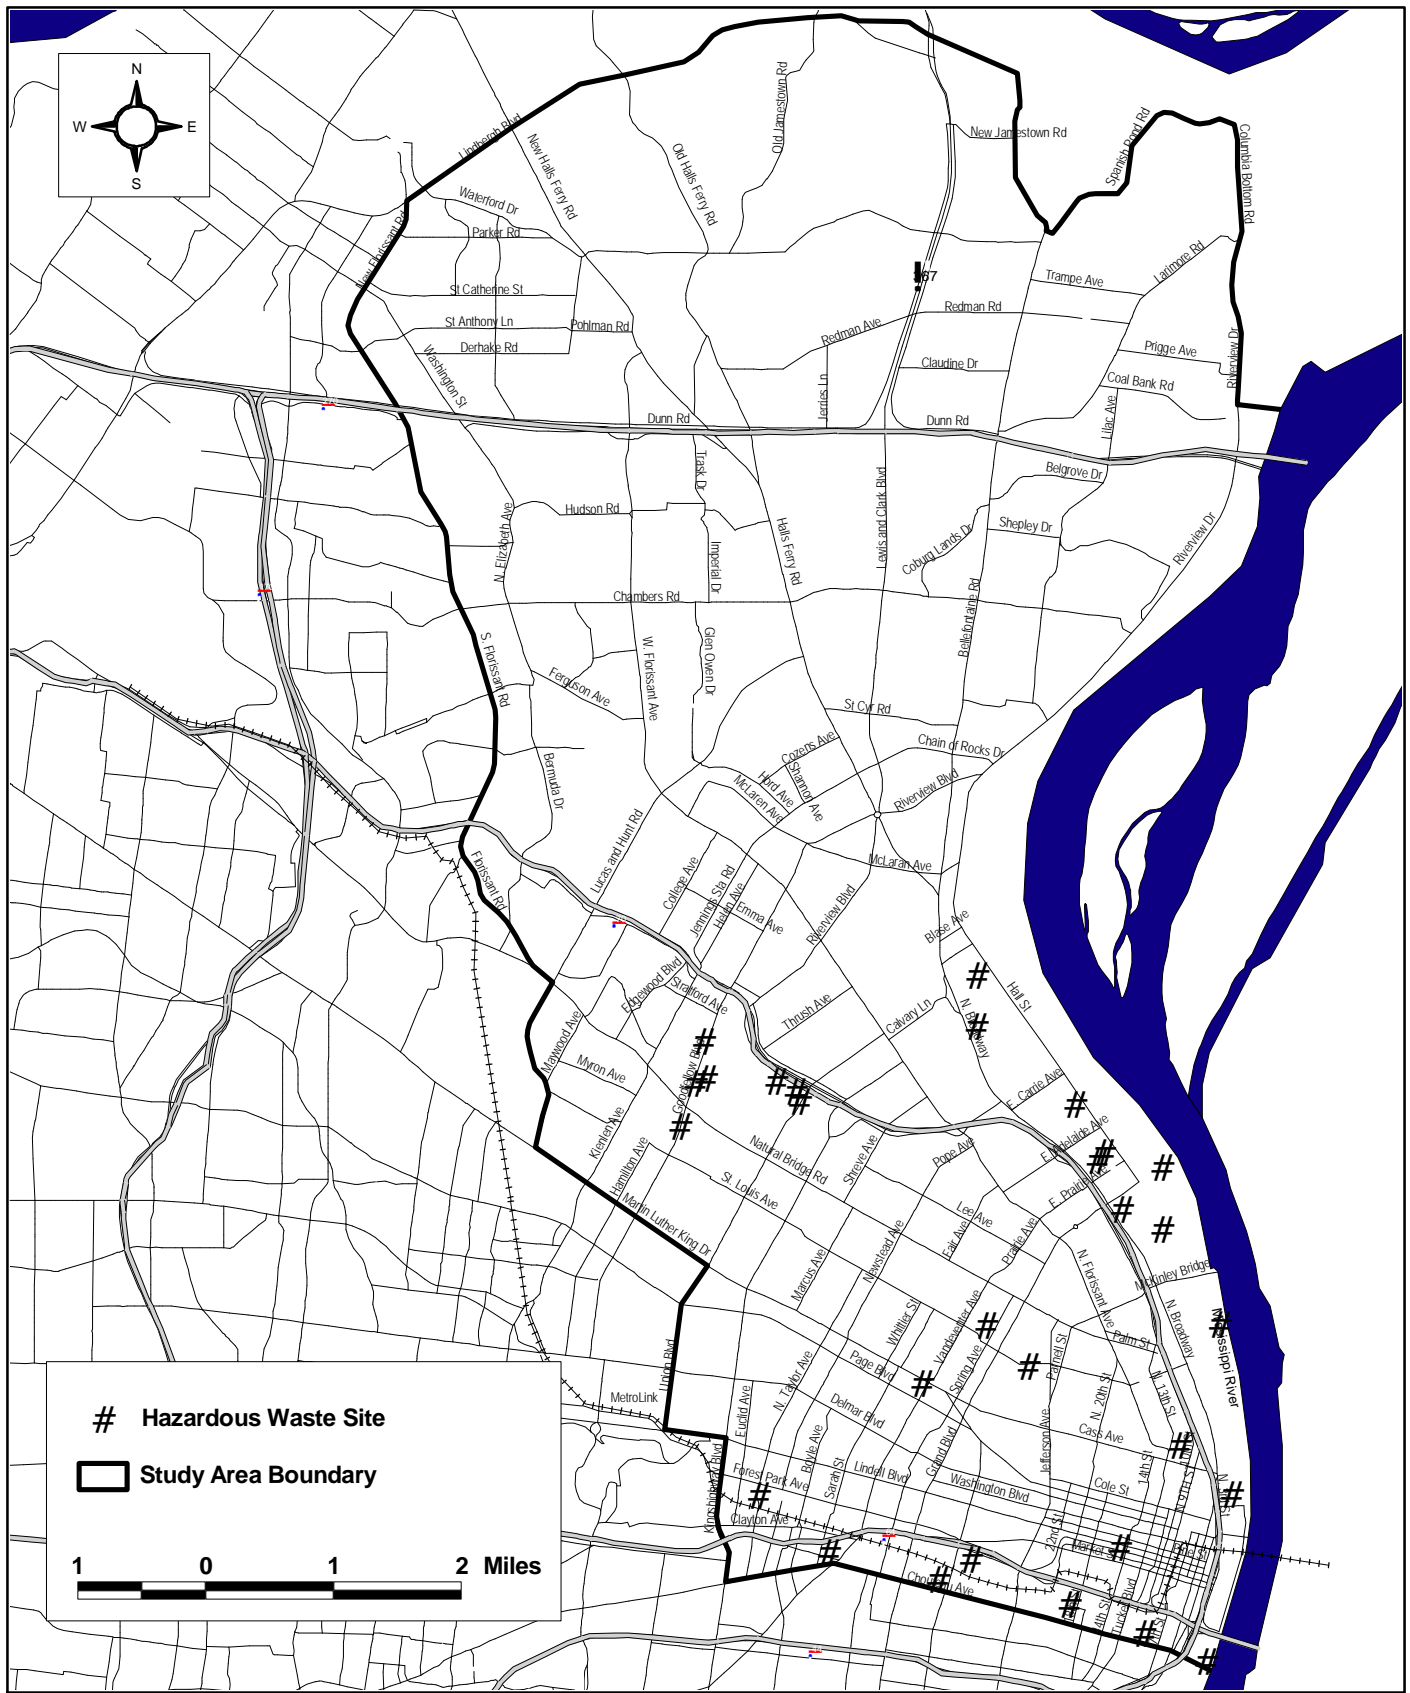 N
W
E
S
Lindbergh Blvd
New Halls Ferry Rd
Old Halls Ferry Rd
Old Jamestown Rd
New Jamestown Rd
Spanish Pond Rd
Columbia Bottom Rd
Waterford Dr
Parker Rd
New Florissant Rd
St Catherine St
St Anthony Ln
Pohlman Rd
Derhake Rd
Washington St
367
Trampe Ave
Larimore Rd
Redman Rd
Redman Ave
Claudine Dr
Prigge Ave
Coal Bank Rd
Riverview Dr
Jerries Ln
Lilac Ave
Dunn Rd
Dunn Rd
Trask Dr
Belgrove Dr
Lewis and Clark Blvd
Hudson Rd
N. Elizabeth Ave
Imperial Dr
Halls Ferry Rd
Coburg Lands Dr
Shepley Dr
Riverview Dr
Chambers Rd
Bellefontaine Rd
S. Florissant Rd
W. Florissant Ave
Glen Owen Dr
Ferguson Ave
St Cyr Rd
Chain of Rocks Dr
Cozens Ave
Shannon Ave
Hord Ave
McLaren Ave
Riverview Blvd
Bermuda Dr
Lucas and Hunt Rd
McLaran Ave
Florissant Rd
College Ave
Jennings Sta Rd
Helen Ave
Emma Ave
Riverview Blvd
Blase Ave
Edgewood Blvd
Stratford Ave
Thrush Ave
Calvary Ln
Hall St
N. Broadway
Maywood Ave
Myron Ave
Goodfellow Blvd
E. Carrie Ave
Kienlen Ave
Hamilton Ave
Natural Bridge Rd
Shreve Ave
Pope Ave
E. Adelaide Ave
St. Louis Ave
E. Prairie Ave
Martin Luther King Dr
Lee Ave
Fair Ave
Prairie Ave
Marcus Ave
Newstead Ave
N. Florissant Ave
McKinley Bridge
N. Broadway
Mississippi River
Whittier St
Vandeventer Ave
Spring Ave
Palm St
Parnell St
Union Blvd
Page Blvd
N. Taylor Ave
N. 20th St
N. 13th St
MetroLink
Euclid Ave
Delmar Blvd
Cass Ave
Boyle Ave
Sarah St
Grand Blvd
Jefferson Ave
Kingshighway Blvd
Forest Park Ave
Lindell Blvd
Washington Blvd
Cole St
14th St
Clayton Ave
22nd St
Market St
Chouteau Ave
Tucker Blvd
# Hazardous Waste Site
Study Area Boundary
1 0 1 2 Miles